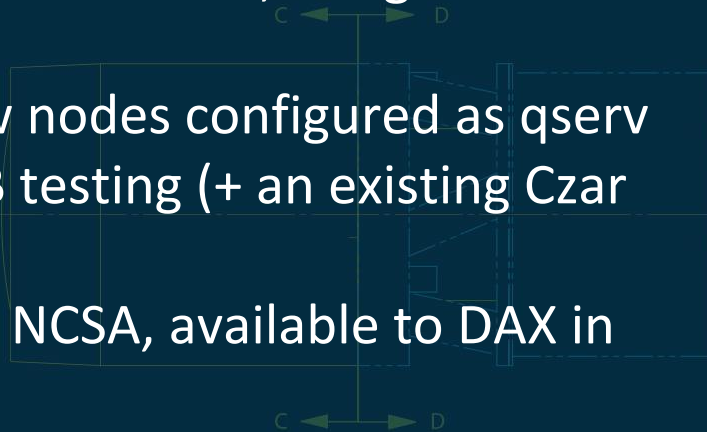 C D
nodes configured as qserv
testing (+ an existing Czar
NCSA, available to DAX in
C D